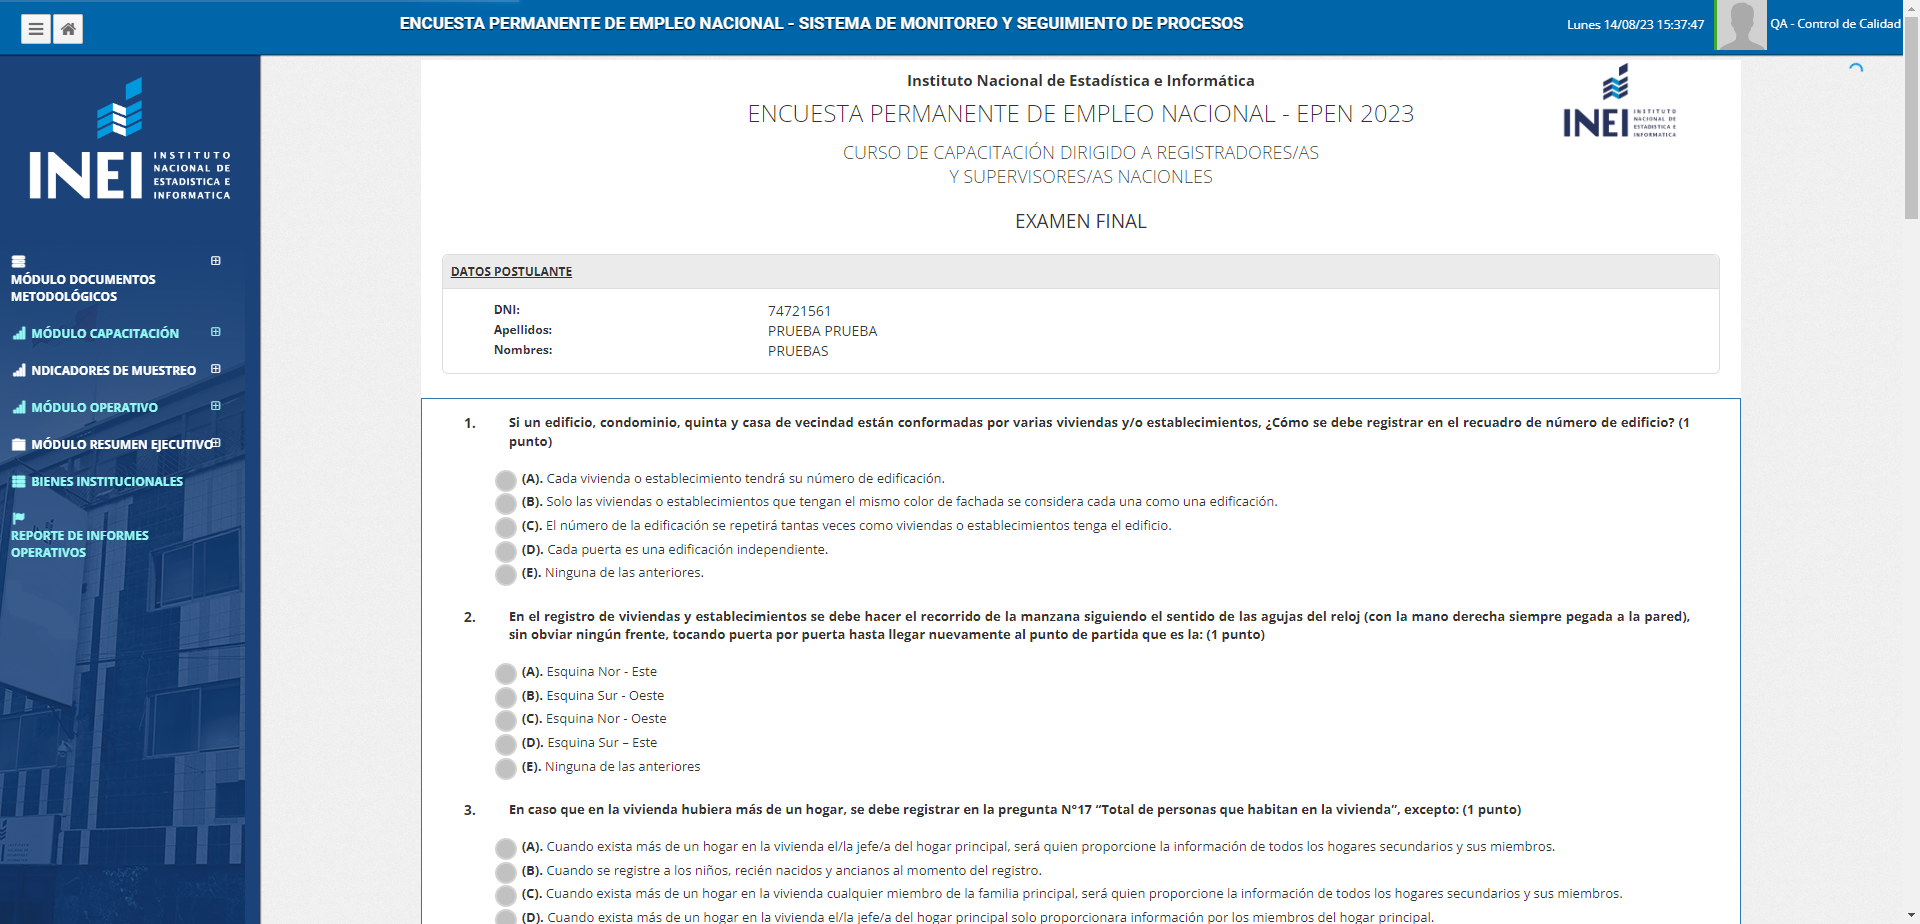 ENCUESTA PERMANENTE DE EMPLEO NACIONAL - SISTEMA DE MONITOREO Y SEGUIMIENTO DE PROCESOS
Lunes 14/08/23 15:37:47
QA - Control de Calidad
INEI
INSTITUTO
NACIONAL DE
ESTADISTICA E
INFORMATICA
MÓDULO DOCUMENTOS
METODOLÓGICOS
MÓDULO CAPACITACIÓN
NDICADORES DE MUESTREO
MÓDULO OPERATIVO
MÓDULO RESUMEN EJECUTIVO
BIENES INSTITUCIONALES
REPORTE DE INFORMES
OPERATIVOS
Instituto Nacional de Estadística e Informática
ENCUESTA PERMANENTE DE EMPLEO NACIONAL - EPEN 2023
CURSO DE CAPACITACIÓN DIRIGIDO A REGISTRADORES/AS
Y SUPERVISORES/AS NACIONLES
EXAMEN FINAL
INEI
INSTITUTO
NACIONAL DE
ESTADISTICA E
INFORMATICA
DATOS POSTULANTE
DNI: 74721561
Apellidos: PRUEBA PRUEBA
Nombres: PRUEBAS
1. Si un edificio, condominio, quinta y casa de vecindad están conformadas por varias viviendas y/o establecimientos, ¿Cómo se debe registrar en el recuadro de número de edificio? (1
punto)
(A). Cada vivienda o establecimiento tendrá su número de edificación.
(B). Solo las viviendas o establecimientos que tengan el mismo color de fachada se considera cada una como una edificación.
(C). El número de la edificación se repetirá tantas veces como viviendas o establecimientos tenga el edificio.
(D). Cada puerta es una edificación independiente.
(E). Ninguna de las anteriores.
2. En el registro de viviendas y establecimientos se debe hacer el recorrido de la manzana siguiendo el sentido de las agujas del reloj (con la mano derecha siempre pegada a la pared),
sin obviar ningún frente, tocando puerta por puerta hasta llegar nuevamente al punto de partida que es la: (1 punto)
(A). Esquina Nor - Este
(B). Esquina Sur - Oeste
(C). Esquina Nor - Oeste
(D). Esquina Sur – Este
(E). Ninguna de las anteriores
3. En caso que en la vivienda hubiera más de un hogar, se debe registrar en la pregunta N°17 “Total de personas que habitan en la vivienda”, excepto: (1 punto)
(A). Cuando exista más de un hogar en la vivienda el/la jefe/a del hogar principal, será quien proporcione la información de todos los hogares secundarios y sus miembros.
(B). Cuando se registre a los niños, recién nacidos y ancianos al momento del registro.
(C). Cuando exista más de un hogar en la vivienda cualquier miembro de la familia principal, será quien proporcione la información de todos los hogares secundarios y sus miembros.
(D). Cuando exista más de un hogar en la vivienda el/la jefe/a del hogar principal solo proporcionara información por los miembros del hogar principal.